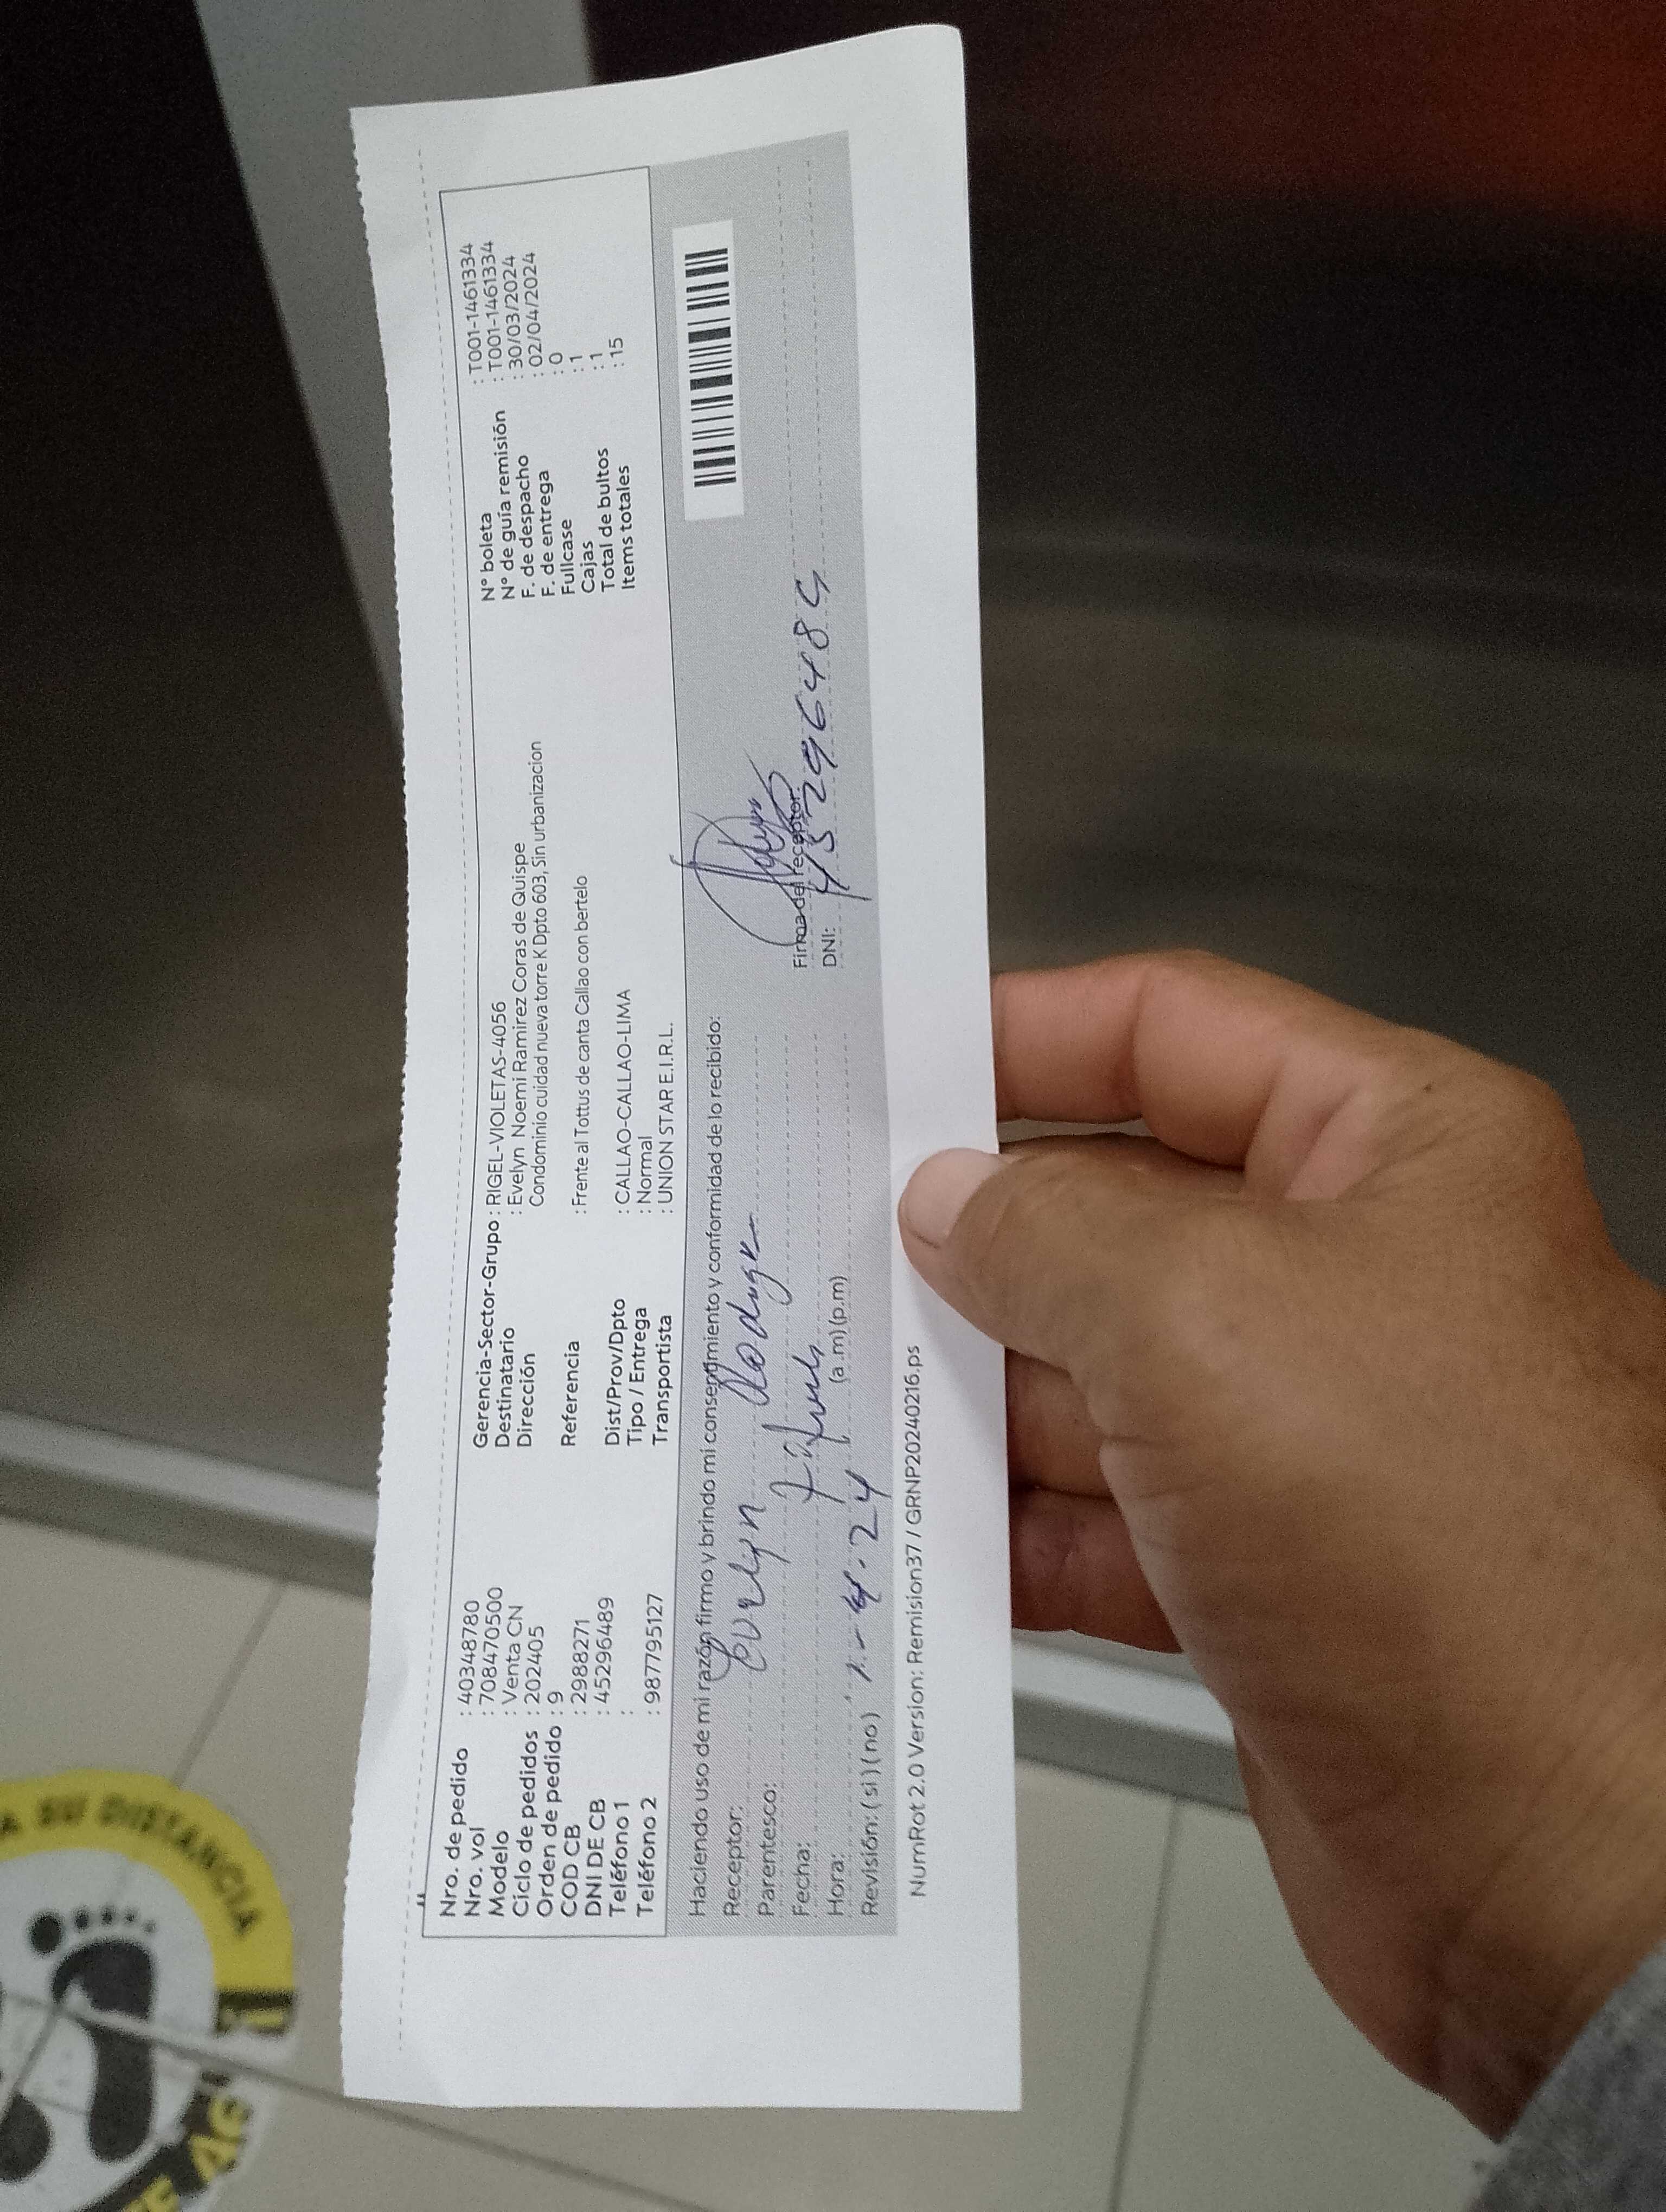 Nro. de pedido : 40348780
Nro. vol : 708470500
Modelo : Venta CN
Ciclo de pedidos : 202405
Orden de pedido : 9
COD CB : 2988271
DNI DE CB : 45296489
Teléfono 1 :
Teléfono 2 : 987795127
Gerencia-Sector-Grupo : RIGEL-VIOLETAS-4056
Destinatario : Evelyn Noemi Ramirez Coras de Quispe
Dirección Condominio cuidad nueva torre K Dpto 603, Sin urbanizacion
Referencia : Frente al Tottus de canta Callao con bertelo
Dist/Prov/Dpto : CALLAO-CALLAO-LIMA
Tipo / Entrega : Normal
Transportista : UNION STAR E.I.R.L.
N° boleta : T001-1461334
N° de guía remisión : T001-1461334
F. de despacho : 30/03/2024
F. de entrega : 02/04/2024
Fullcase : 0
Cajas : 1
Total de bultos : 1
Items totales : 15
Haciendo uso de mi razón firmo y brindo mi consentimiento y conformidad de lo recibido:
Receptor: Evelyn
Parentesco:
Fecha:
Hora: (a.m)(p.m)
Revisión: (si) (no) 1-4-24
Firma del receptor:
DNI: 45296489
NumRot 2.0 Version: Remision37 / GRNP20240216.ps
SU DISTANCIA